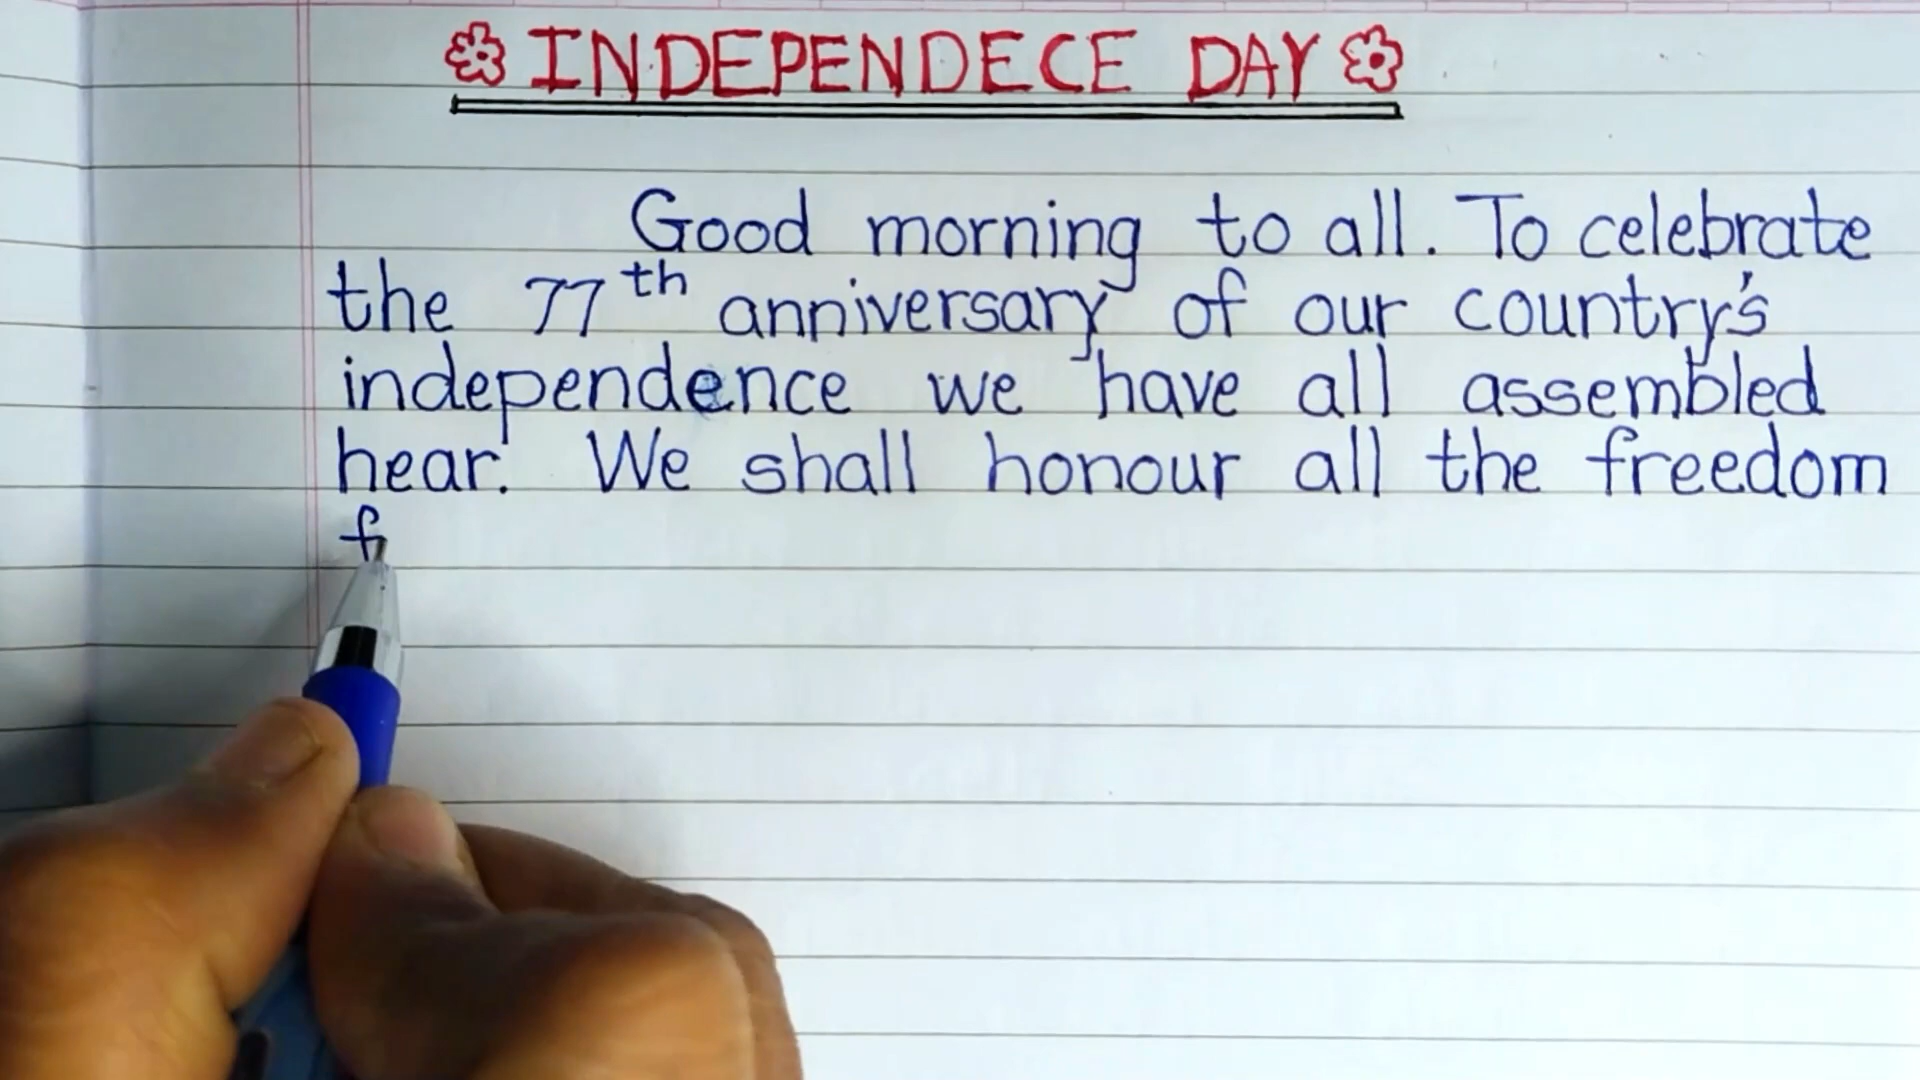 INDEPENDECE DAY
Good morning to all. To celebrate
the 77th anniversary of our country's
independence we have all assembled
hear. We shall honour all the freedom
f